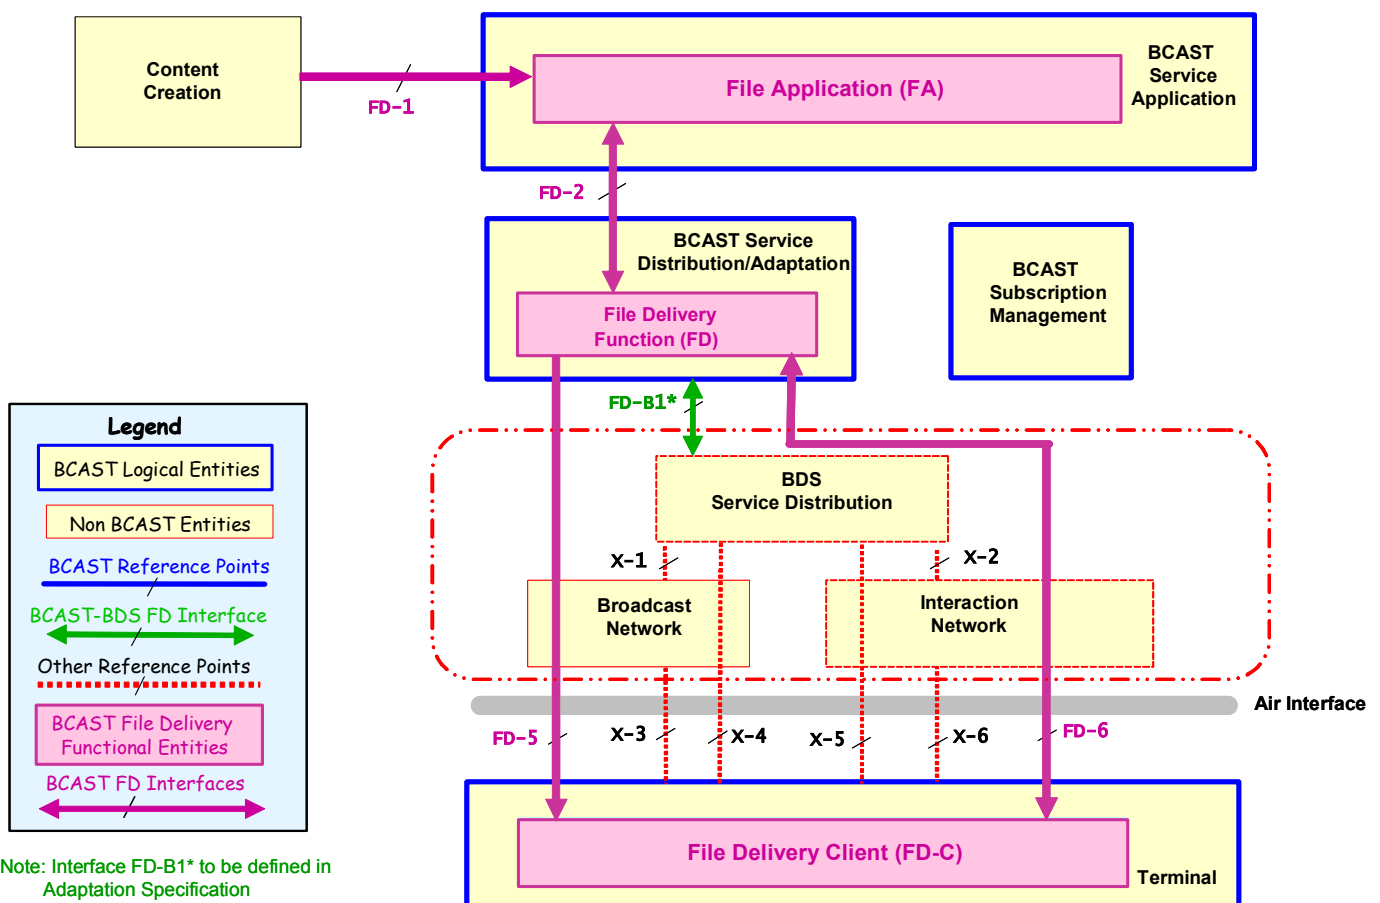 Content
Creation
FD-1
File Application (FA)
BCAST
Service
Application
FD-2
BCAST Service
Distribution/Adaptation
File Delivery
Function (FD)
BCAST
Subscription
Management
FD-B1*
BDS
Service Distribution
X-1
X-2
Broadcast
Network
Interaction
Network
Air Interface
FD-5
X-3
X-4
X-5
X-6
FD-6
File Delivery Client (FD-C)
Terminal
Legend
BCAST Logical Entities
Non BCAST Entities
BCAST Reference Points
BCAST-BDS FD Interface
Other Reference Points
BCAST File Delivery
Functional Entities
BCAST FD Interfaces
Note: Interface FD-B1* to be defined in
Adaptation Specification